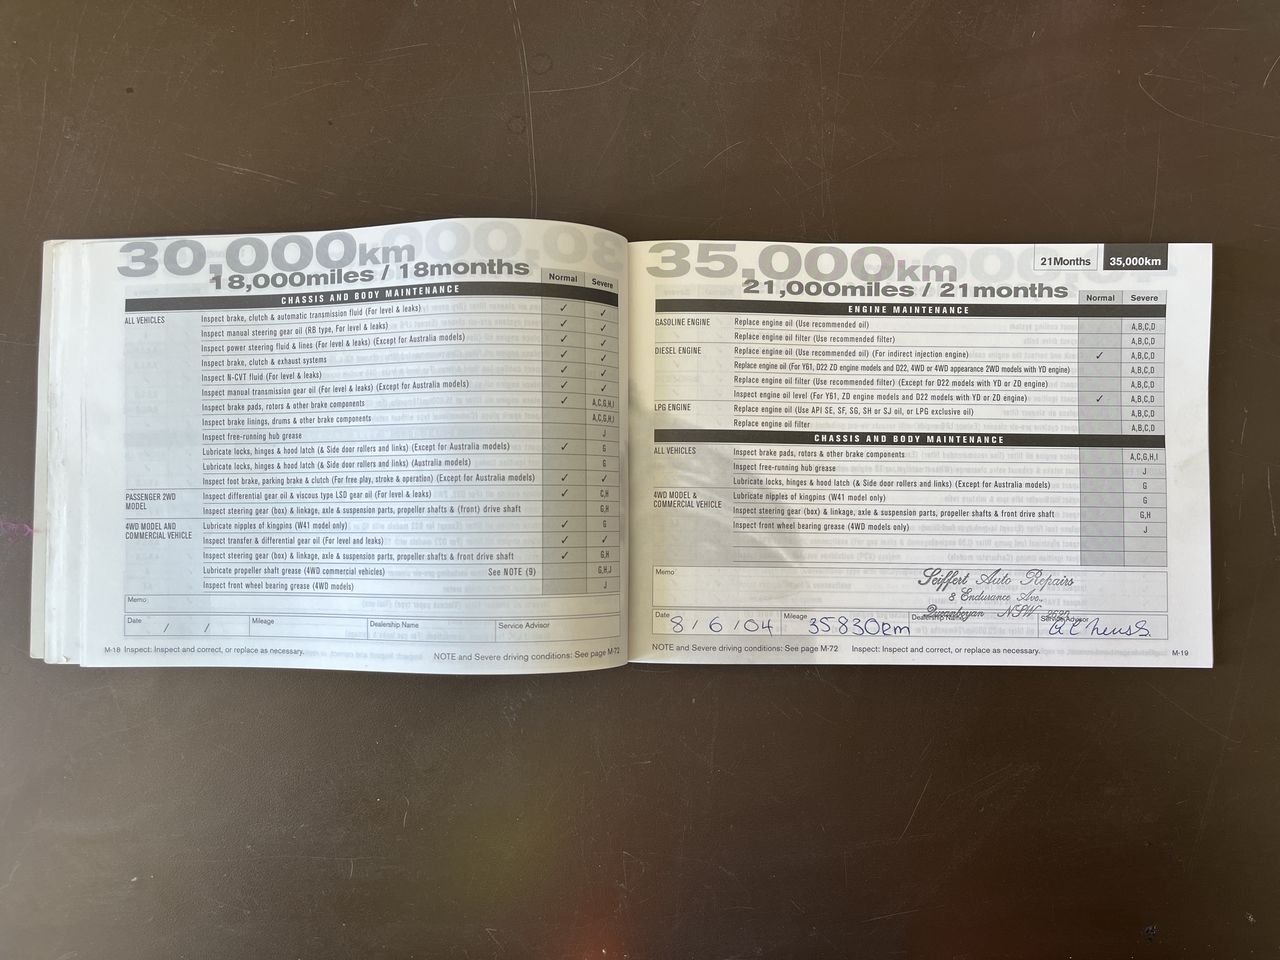 30,000km
18,000miles / 18months
Normal Severe
CHASSIS AND BODY MAINTENANCE
ALL VEHICLES Inspect brake, clutch & automatic transmission fluid (For level & leaks) ✓ ✓
Inspect manual steering gear oil (RB type, For level & leaks) ✓ ✓
Inspect power steering fluid & lines (For level & leaks) (Except for Australia models) ✓ ✓
Inspect brake, clutch & exhaust systems ✓ ✓
Inspect N-CVT fluid (For level & leaks) ✓ ✓
Inspect manual transmission gear oil (For level & leaks) (Except for Australia models) ✓ ✓
Inspect brake pads, rotors & other brake components ✓ A,C,G,H,I
Inspect brake linings, drums & other brake components A,C,G,H,I
Inspect free-running hub grease J
Lubricate locks, hinges & hood latch (& Side door rollers and links) (Except for Australia models) ✓ G
Lubricate locks, hinges & hood latch (& Side door rollers and links) (Australia models) G
Inspect foot brake, parking brake & clutch (For free play, stroke & operation) (Except for Australia models) ✓ ✓
PASSENGER 2WD MODEL Inspect differential gear oil & viscous type LSD gear oil (For level & leaks) ✓ C,H
Inspect steering gear (box) & linkage, axle & suspension parts, propeller shafts & (front) drive shaft G,H
4WD MODEL AND COMMERCIAL VEHICLE Lubricate nipples of kingpins (W41 model only) ✓ G
Inspect transfer & differential gear oil (For level and leaks) ✓ ✓
Inspect steering gear (box) & linkage, axle & suspension parts, propeller shafts & front drive shaft ✓ G,H
Lubricate propeller shaft grease (4WD commercial vehicles) See NOTE (9) G,H,J
Inspect front wheel bearing grease (4WD models) J
Memo
Date / / Mileage Dealership Name Service Advisor
M-18 Inspect: Inspect and correct, or replace as necessary. NOTE and Severe driving conditions: See page M-72
35,000km
21Months 35,000km
21,000miles / 21months
Normal Severe
ENGINE MAINTENANCE
GASOLINE ENGINE Replace engine oil (Use recommended oil) A,B,C,D
Replace engine oil filter (Use recommended filter) A,B,C,D
DIESEL ENGINE Replace engine oil (Use recommended oil) (For indirect injection engine) ✓ A,B,C,D
Replace engine oil (For Y61, D22 ZD engine models and D22, 4WD or 4WD appearance 2WD models with YD engine) A,B,C,D
Replace engine oil filter (Use recommended filter) (Except for D22 models with YD or ZD engine) A,B,C,D
Inspect engine oil level (For Y61, ZD engine models and D22 models with YD or ZD engine) ✓ A,B,C,D
LPG ENGINE Replace engine oil (Use API SE, SF, SG, SH or SJ oil, or LPG exclusive oil) A,B,C,D
Replace engine oil filter A,B,C,D
CHASSIS AND BODY MAINTENANCE
ALL VEHICLES Inspect brake pads, rotors & other brake components A,C,G,H,I
Inspect free-running hub grease J
Lubricate locks, hinges & hood latch (& Side door rollers and links) (Except for Australia models) G
4WD MODEL & COMMERCIAL VEHICLE Lubricate nipples of kingpins (W41 model only) G
Inspect steering gear (box) & linkage, axle & suspension parts, propeller shafts & front drive shaft G,H
Inspect front wheel bearing grease (4WD models only) J
Memo
Seiffert Auto Repairs
8 Endurance Ave.,
Queanbeyan NSW 2620
Date 8/6/04 Mileage 35830km Dealership Name Service Advisor
NOTE and Severe driving conditions: See page M-72 Inspect: Inspect and correct, or replace as necessary. M-19